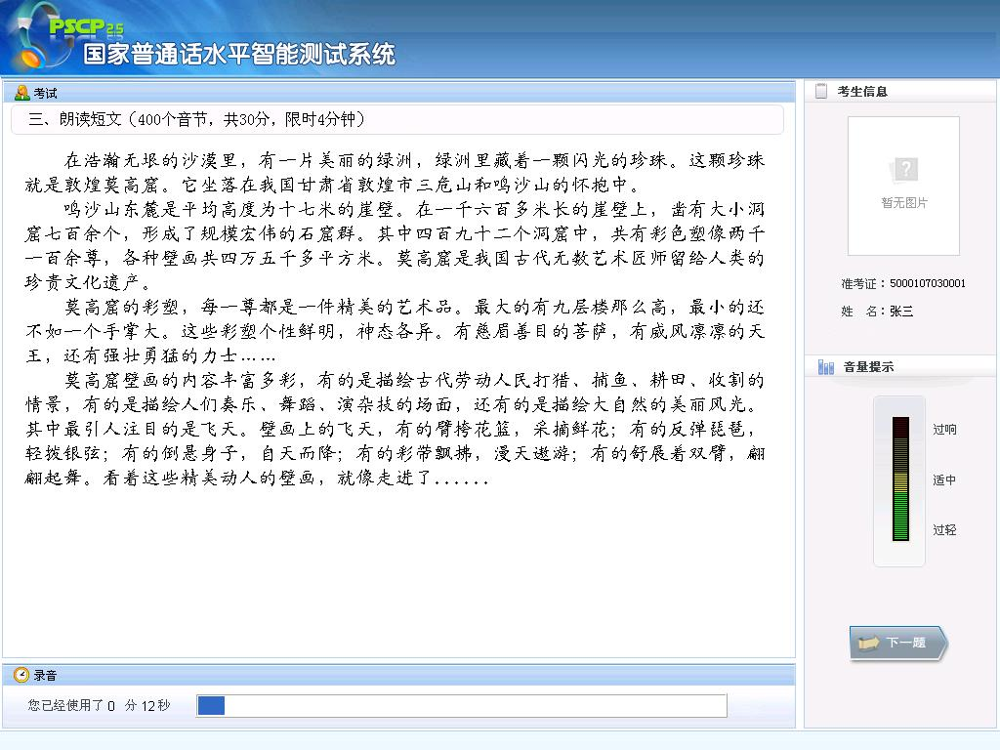 PSCP2.5
国家普通话水平智能测试系统
考试
三、朗读短文（400个音节，共30分，限时4分钟）
在浩瀚无垠的沙漠里，有一片美丽的绿洲，绿洲里藏着一颗闪光的珍珠。这颗珍珠
就是敦煌莫高窟。它坐落在我国甘肃省敦煌市三危山和鸣沙山的怀抱中。
鸣沙山东麓是平均高度为十七米的崖壁。在一千六百多米长的崖壁上，凿有大小洞
窟七百余个，形成了规模宏伟的石窟群。其中四百九十二个洞窟中，共有彩色塑像两千
一百余尊，各种壁画共四万五千多平方米。莫高窟是我国古代无数艺术匠师留给人类的
珍贵文化遗产。
莫高窟的彩塑，每一尊都是一件精美的艺术品。最大的有九层楼那么高，最小的还
不如一个手掌大。这些彩塑个性鲜明，神态各异。有慈眉善目的菩萨，有威风凛凛的天
王，还有强壮勇猛的力士……
莫高窟壁画的内容丰富多彩，有的是描绘古代劳动人民打猎、捕鱼、耕田、收割的
情景，有的是描绘人们奏乐、舞蹈、演杂技的场面，还有的是描绘大自然的美丽风光。
其中最引人注目的是飞天。壁画上的飞天，有的臂挎花篮，采摘鲜花；有的反弹琵琶，
轻拨银弦；有的倒悬身子，自天而降；有的彩带飘拂，漫天遨游；有的舒展着双臂，翩
翩起舞。看着这些精美动人的壁画，就像走进了......
录音
您已经使用了 0 分 12 秒
考生信息
?
暂无图片
准考证：5000107030001
姓 名：张三
音量提示
过响
适中
过轻
下一题